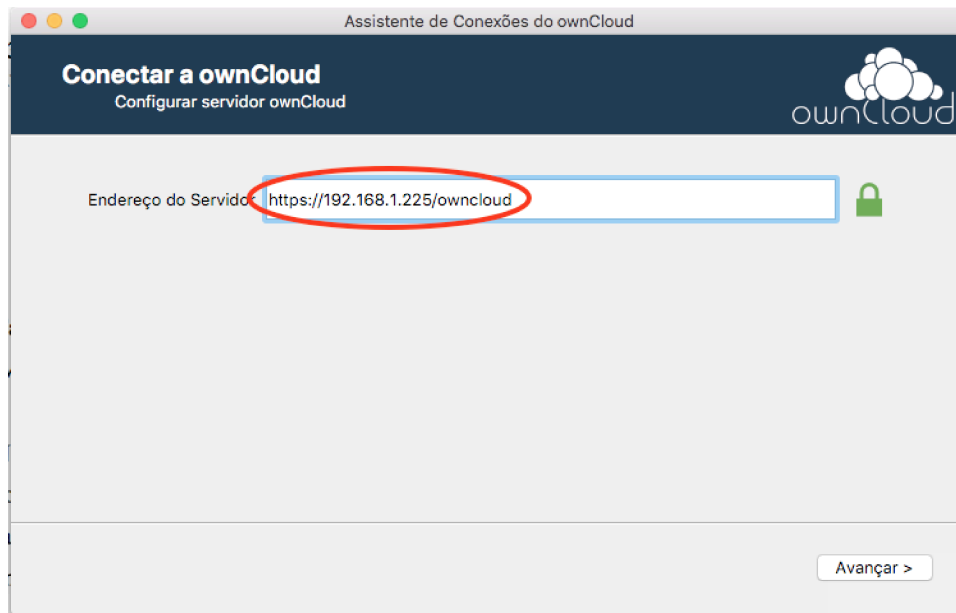 Assistente de Conexões do ownCloud
Conectar a ownCloud
Configurar servidor ownCloud
ownCloud
Endereço do Servidor https://192.168.1.225/owncloud
Avançar >